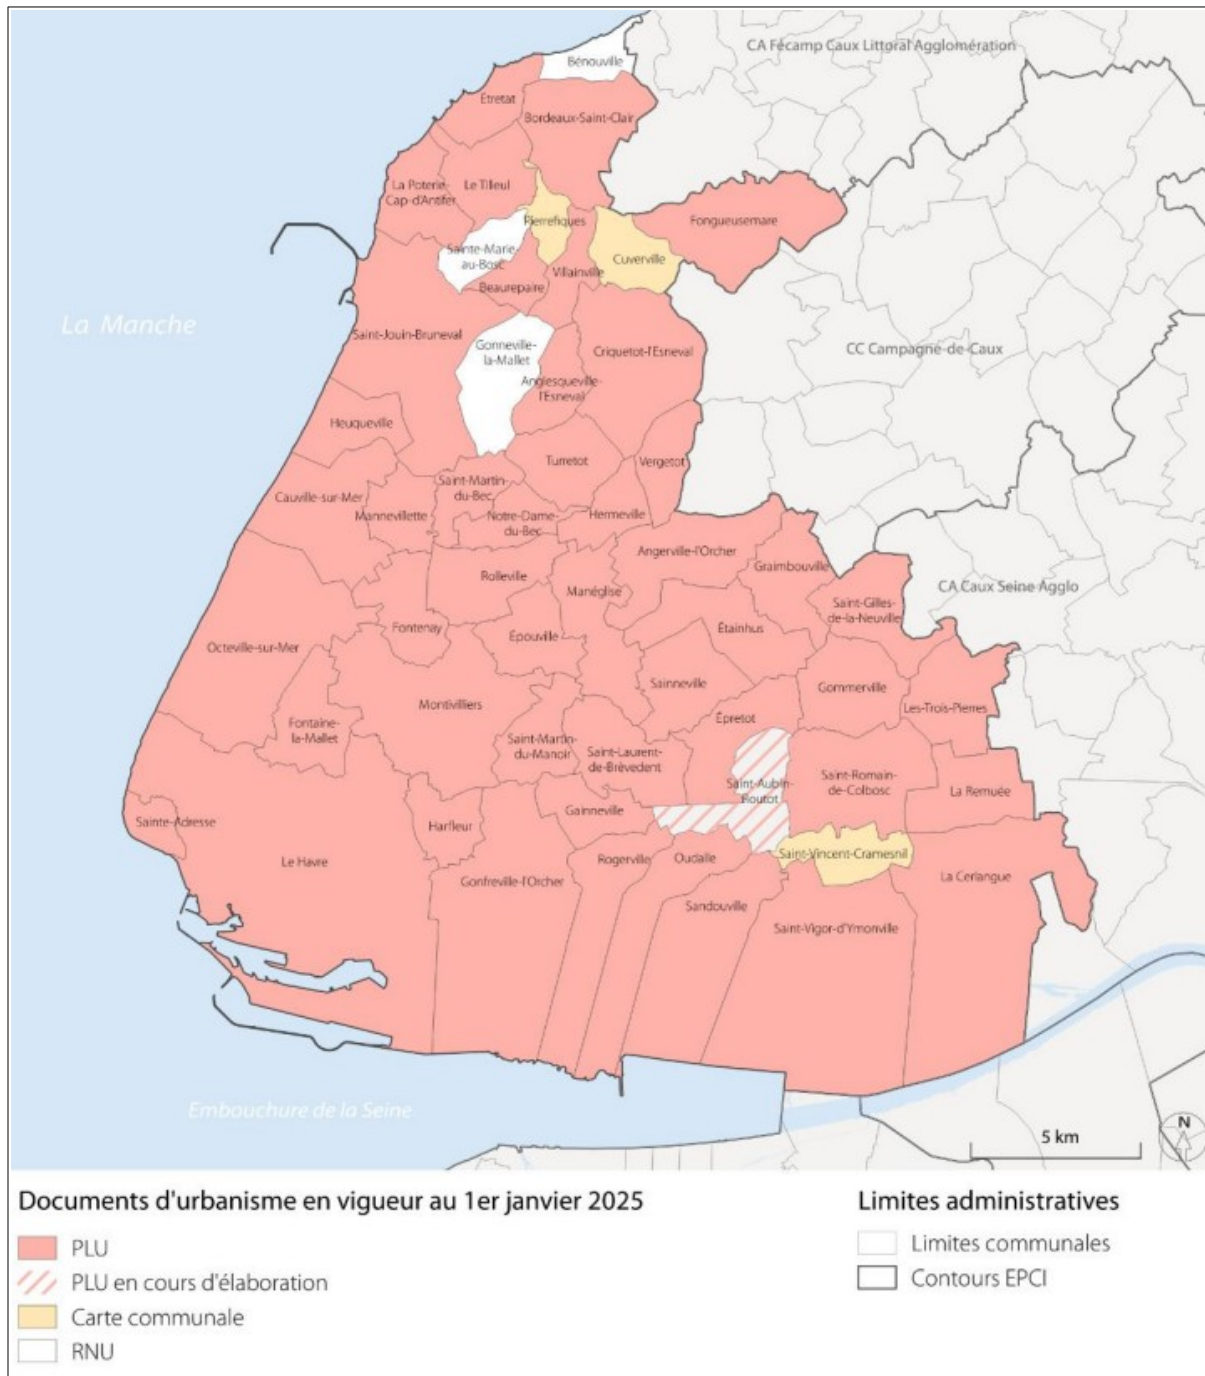 CA Fécamp Caux Littoral Agglomération
Bénouville
Étretat
Bordeaux-Saint-Clair
La Poterie-
Cap-d'Antifer
Le Tilleul
Pierrefiques
Fongueusemare
Sainte-Marie-
au-Bosc
Cuverville
Villainville
Beaurepaire
La Manche
Saint-Jouin-Bruneval
Gonneville-
la-Mallet
Criquetot-l'Esneval
CC Campagne-de-Caux
Anglesqueville-
l'Esneval
Heuqueville
Turretot
Vergetot
Cauville-sur-Mer
Saint-Martin-
du-Bec
Mannevillette
Notre-Dame-
du-Bec
Hermeville
Angerville-l'Orcher
Graimbouville
Rolleville
Manéglise
CA Caux Seine Agglo
Saint-Gilles-
de-la-Neuville
Fontenay
Épouville
Étainhus
Octeville-sur-Mer
Sainneville
Gommerville
Montivilliers
Les-Trois-Pierres
Fontaine-
la-Mallet
Épretot
Saint-Martin-
du-Manoir
Saint-Laurent-
de-Brèvedent
Saint-Aubin-
Routot
Saint-Romain-
de-Colbosc
La Remuée
Gainneville
Sainte-Adresse
Harfleur
Le Havre
Rogerville
Oudalle
Saint-Vincent-Cramesnil
Gonfreville-l'Orcher
La Cerlangue
Sandouville
Saint-Vigor-d'Ymonville
Embouchure de la Seine
N
5 km
Documents d'urbanisme en vigueur au 1er janvier 2025
PLU
PLU en cours d'élaboration
Carte communale
RNU
Limites administratives
Limites communales
Contours EPCI